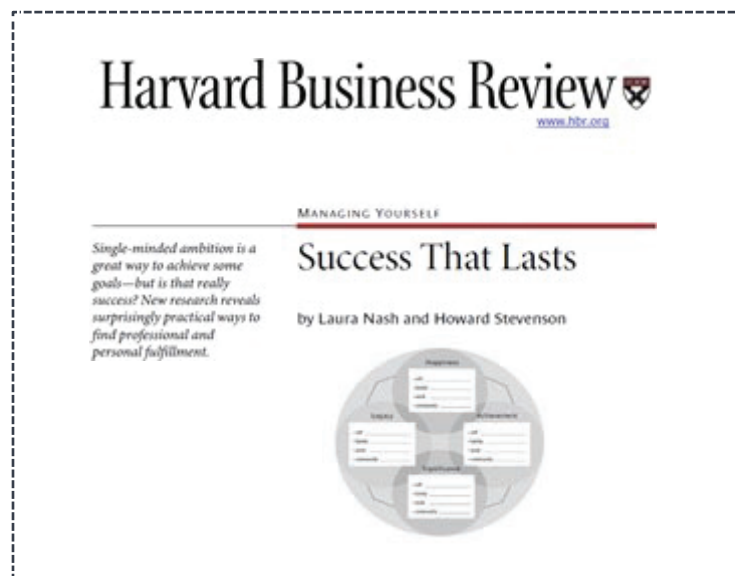 Harvard Business Review
www.hbr.org
MANAGING YOURSELF
Single-minded ambition is a
great way to achieve some
goals—but is that really
success? New research reveals
surprisingly practical ways to
find professional and
personal fulfillment.
Success That Lasts
by Laura Nash and Howard Stevenson
Happiness
Legacy
Achievement
Significance